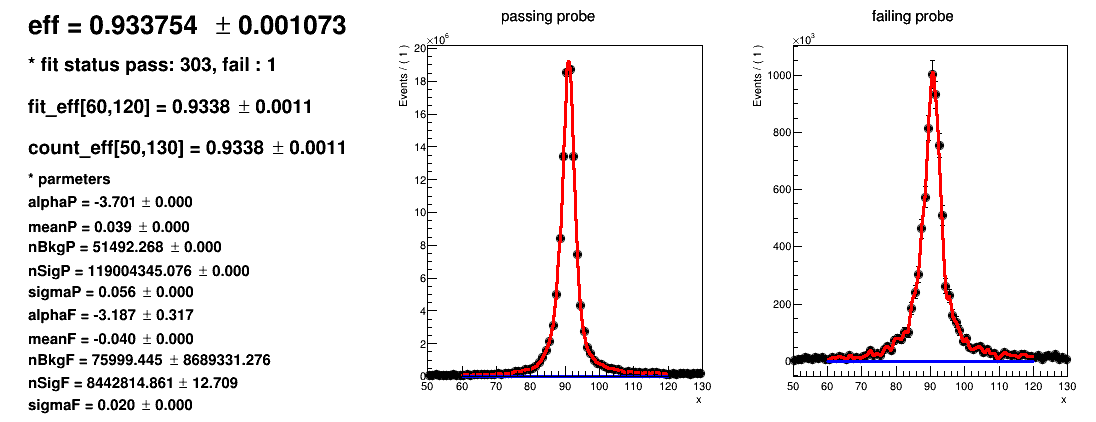 eff = 0.933754 ± 0.001073
* fit status pass: 303, fail : 1
fit_eff[60,120] = 0.9338 ± 0.0011
count_eff[50,130] = 0.9338 ± 0.0011
* parmeters
alphaP = -3.701 ± 0.000
meanP = 0.039 ± 0.000
nBkgP = 51492.268 ± 0.000
nSigP = 119004345.076 ± 0.000
sigmaP = 0.056 ± 0.000
alphaF = -3.187 ± 0.317
meanF = -0.040 ± 0.000
nBkgF = 75999.445 ± 8689331.276
nSigF = 8442814.861 ± 12.709
sigmaF = 0.020 ± 0.000
passing probe
×10⁶
Events / ( 1 )
20
18
16
14
12
10
8
6
4
2
0
50 60 70 80 90 100 110 120 130
x
failing probe
×10³
Events / ( 1 )
1000
800
600
400
200
0
50 60 70 80 90 100 110 120 130
x